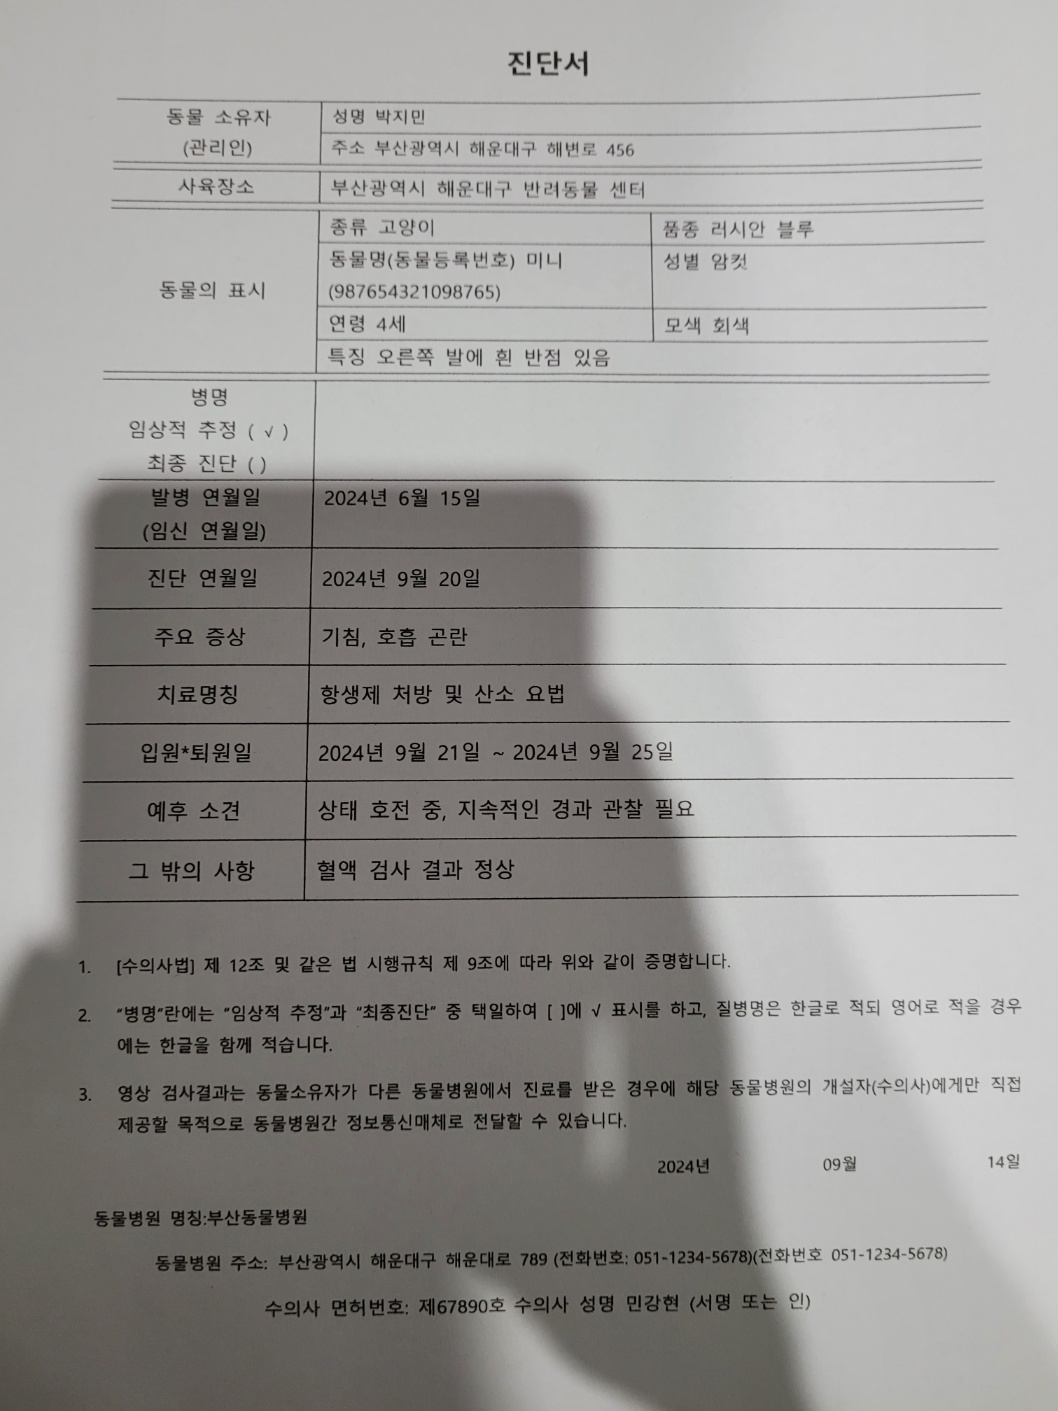 진단서
동물 소유자
(관리인)
성명 박지민
주소 부산광역시 해운대구 해변로 456
사육장소
부산광역시 해운대구 반려동물 센터
동물의 표시
종류 고양이
품종 러시안 블루
동물명(동물등록번호) 미니
(987654321098765)
성별 암컷
연령 4세
모색 회색
특징 오른쪽 발에 흰 반점 있음
병명
임상적 추정 ( √ )
최종 진단 ( )
발병 연월일
(임신 연월일)
2024년 6월 15일
진단 연월일
2024년 9월 20일
주요 증상
기침, 호흡 곤란
치료명칭
항생제 처방 및 산소 요법
입원*퇴원일
2024년 9월 21일 ~ 2024년 9월 25일
예후 소견
상태 호전 중, 지속적인 경과 관찰 필요
그 밖의 사항
혈액 검사 결과 정상
1. [수의사법] 제 12조 및 같은 법 시행규칙 제 9조에 따라 위와 같이 증명합니다.
2. “병명”란에는 “임상적 추정”과 “최종진단” 중 택일하여 [ ]에 √ 표시를 하고, 질병명은 한글로 적되 영어로 적을 경우
에는 한글을 함께 적습니다.
3. 영상 검사결과는 동물소유자가 다른 동물병원에서 진료를 받은 경우에 해당 동물병원의 개설자(수의사)에게만 직접
제공할 목적으로 동물병원간 정보통신매체로 전달할 수 있습니다.
2024년 09월 14일
동물병원 명칭:부산동물병원
동물병원 주소: 부산광역시 해운대구 해운대로 789 (전화번호: 051-1234-5678)(전화번호 051-1234-5678)
수의사 면허번호: 제67890호 수의사 성명 민강현 (서명 또는 인)